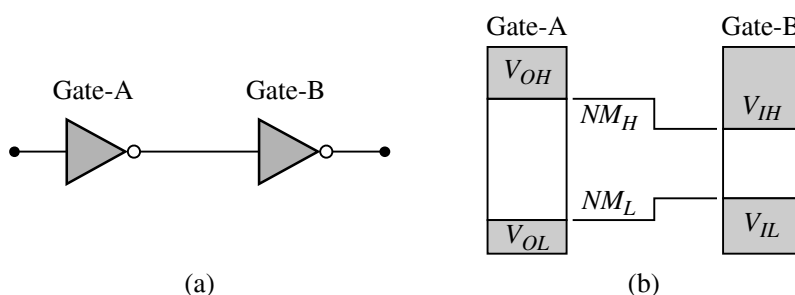 Gate-A Gate-B
Gate-A Gate-B
V_OH
NM_H
V_IH
NM_L
V_OL
V_IL
(a) (b)